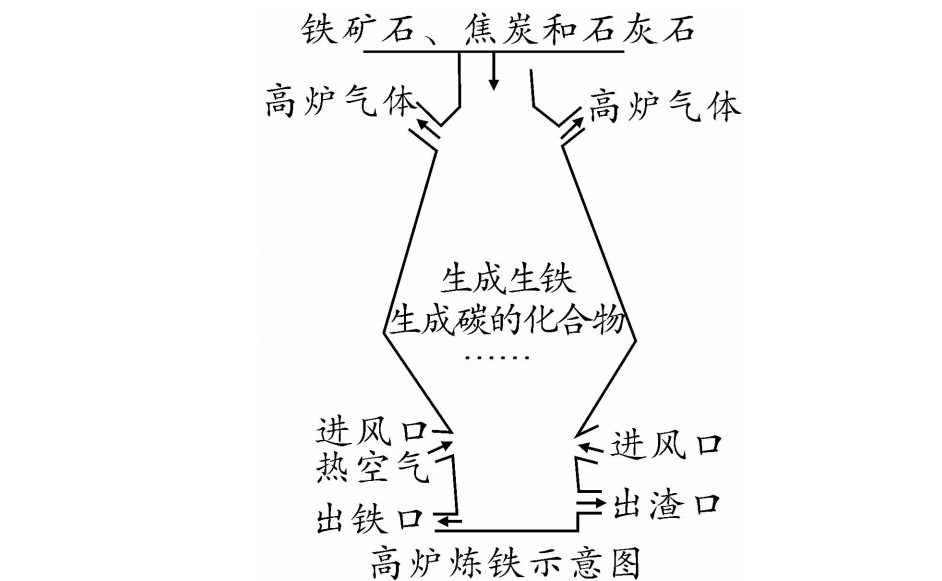 铁矿石、焦炭和石灰石
高炉气体
高炉气体
生成生铁
生成碳的化合物
……
进风口
热空气
进风口
出铁口
出渣口
高炉炼铁示意图